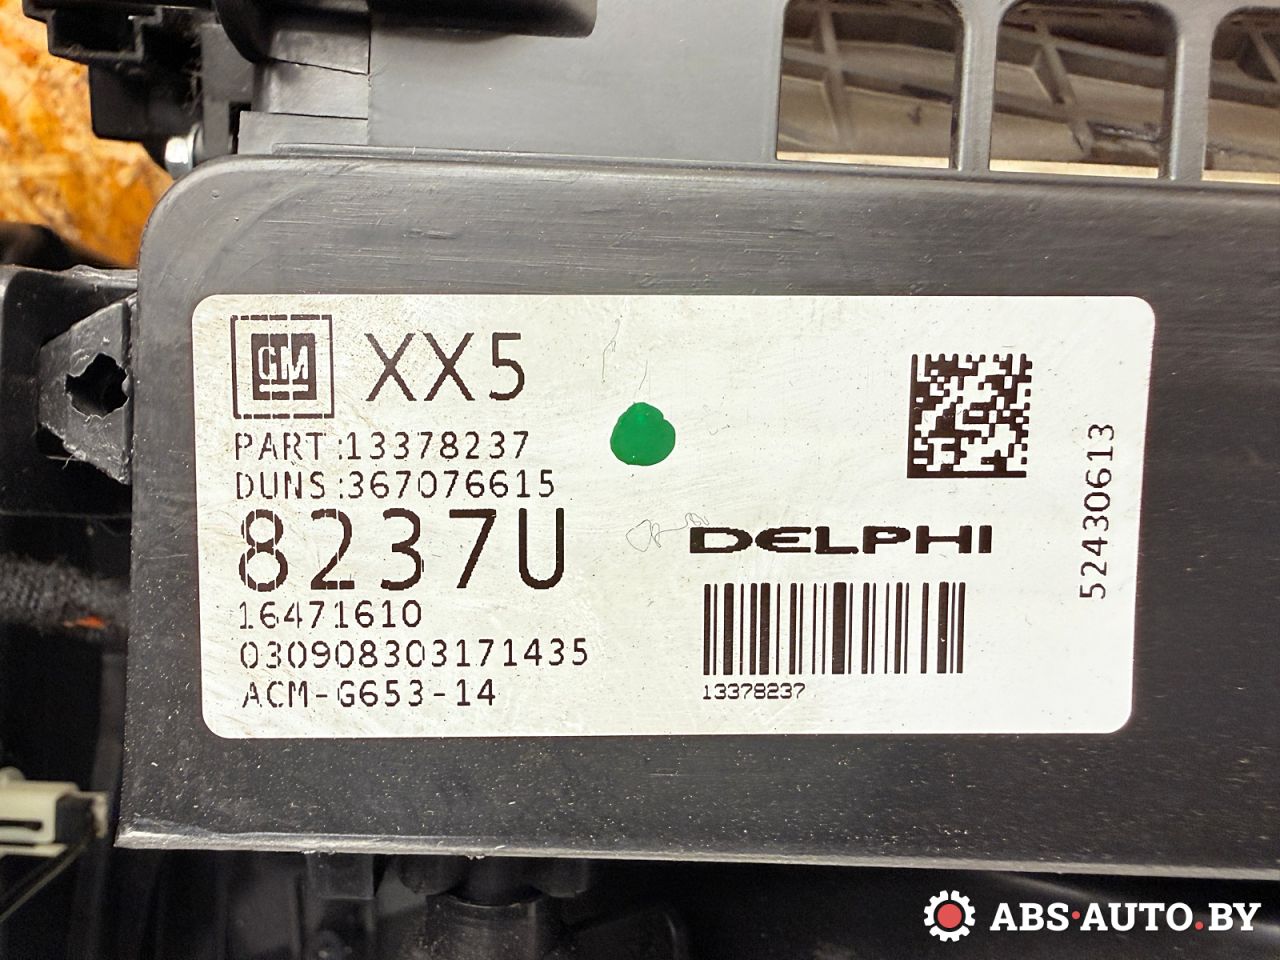 GM XX5
PART:13378237
DUNS:367076615
8237U
16471610
030908303171435
ACM-G653-14
DELPHI
13378237
52430613
ABS·AUTO.BY